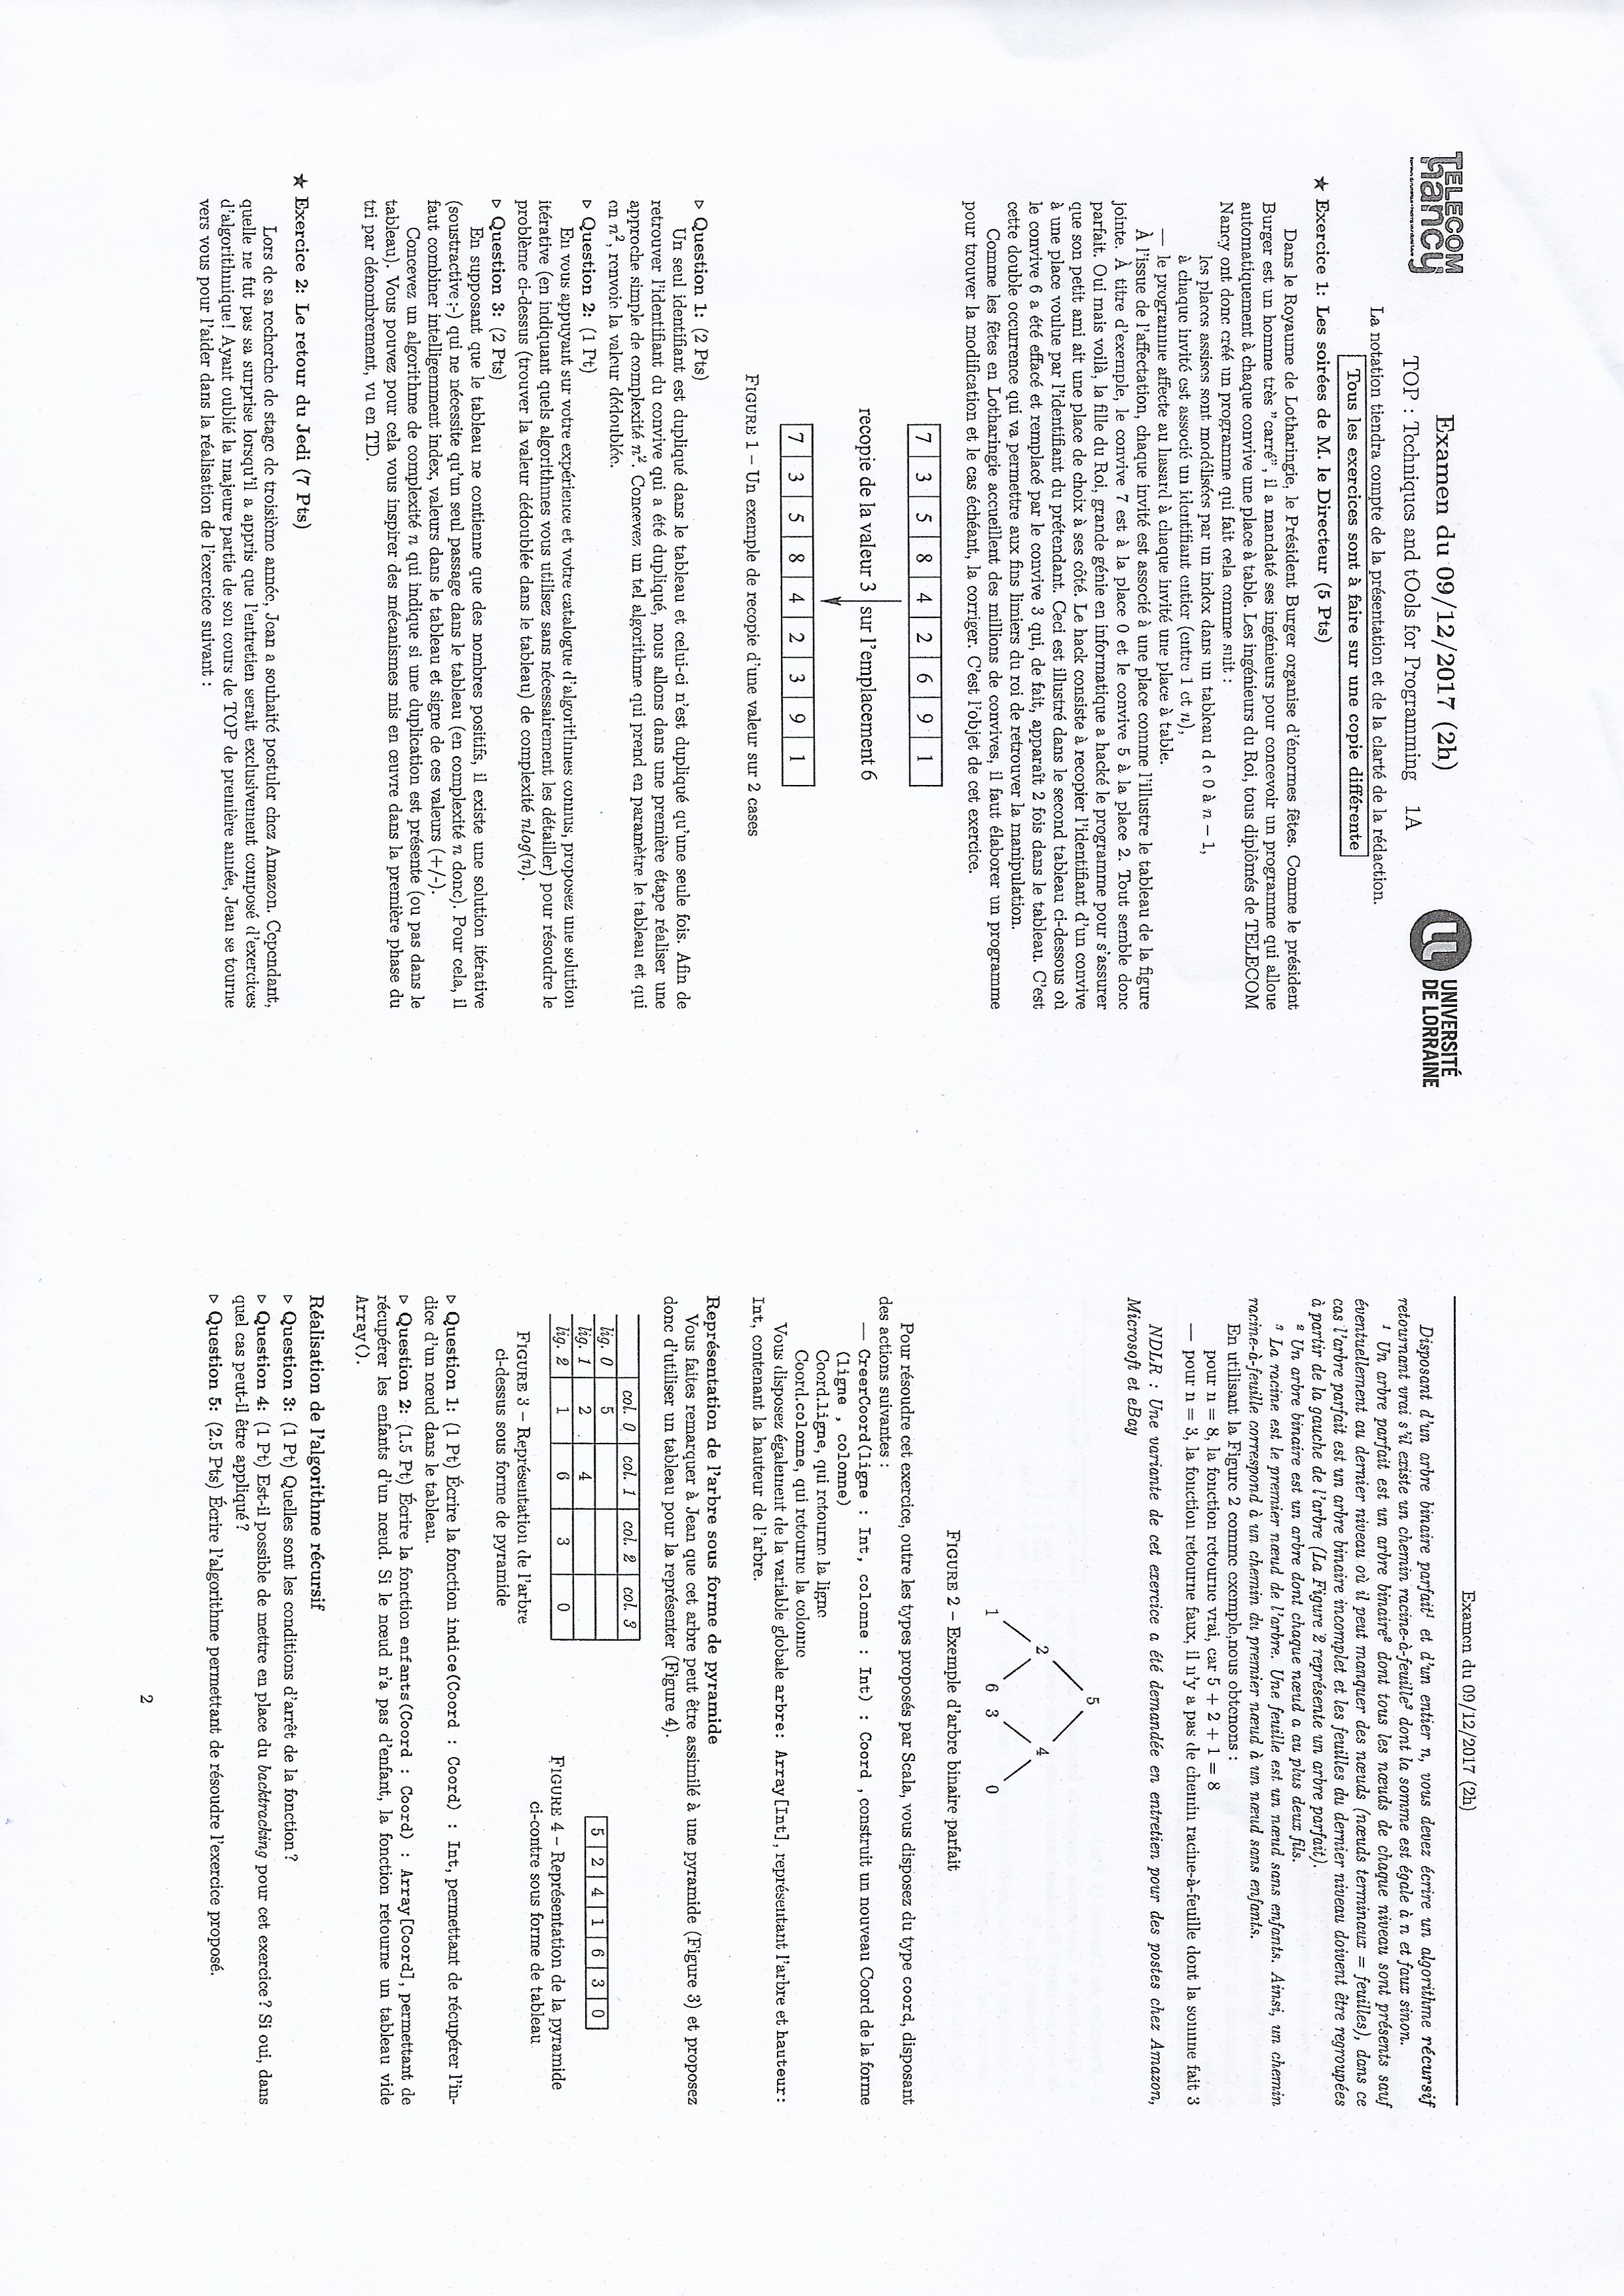 TELECOM
nancy
UNIVERSITÉ
DE LORRAINE
Examen du 09/12/2017 (2h)
TOP : Techniques and tOols for Programming 1A
La notation tiendra compte de la présentation et de la clarté de la rédaction.
Tous les exercices sont à faire sur une copie différente
★ Exercice 1: Les soirées de M. le Directeur (5 Pts)
Dans le Royaume de Lotharingie, le Président Burger organise d'énormes fêtes. Comme le président
Burger est un homme très "carré", il a mandaté ses ingénieurs pour concevoir un programme qui alloue
automatiquement à chaque convive une place à table. Les ingénieurs du Roi, tous diplômés de TELECOM
Nancy ont donc créé un programme qui fait cela comme suit :
les places assises sont modélisées par un index dans un tableau d e 0 à n − 1,
à chaque invité est associé un identifiant entier (entre 1 et n),
— le programme affecte au hasard à chaque invité une place à table.
À l'issue de l'affectation, chaque invité est associé à une place comme l'illustre le tableau de la figure
jointe. À titre d'exemple, le convive 7 est à la place 0 et le convive 5 à la place 2. Tout semble donc
parfait. Oui mais voilà, la fille du Roi, grande génie en informatique a hacké le programme pour s'assurer
que son petit ami ait une place de choix à ses côté. Le hack consiste à recopier l'identifiant d'un convive
à une place voulue par l'identifiant du prétendant. Ceci est illustré dans le second tableau ci-dessous où
le convive 6 a été effacé et remplacé par le convive 3 qui, de fait, apparaît 2 fois dans le tableau. C'est
cette double occurrence qui va permettre aux fins limiers du roi de retrouver la manipulation.
Comme les fêtes en Lotharingie accueillent des millions de convives, il faut élaborer un programme
pour trouver la modification et le cas échéant, la corriger. C'est l'objet de cet exercice.
7 3 5 8 4 2 6 9 1
recopie de la valeur 3 sur l'emplacement 6
7 3 5 8 4 2 3 9 1
FIGURE 1 – Un exemple de recopie d'une valeur sur 2 cases
▷ Question 1: (2 Pts)
Un seul identifiant est dupliqué dans le tableau et celui-ci n'est dupliqué qu'une seule fois. Afin de
retrouver l'identifiant du convive qui a été dupliqué, nous allons dans une première étape réaliser une
approche simple de complexité n². Concevez un tel algorithme qui prend en paramètre le tableau et qui
en n², renvoie la valeur dédoublée.
▷ Question 2: (1 Pt)
En vous appuyant sur votre expérience et votre catalogue d'algorithmes connus, proposez une solution
itérative (en indiquant quels algorithmes vous utilisez sans nécessairement les détailler) pour résoudre le
problème ci-dessus (trouver la valeur dédoublée dans le tableau) de complexité nlog(n).
▷ Question 3: (2 Pts)
En supposant que le tableau ne contienne que des nombres positifs, il existe une solution itérative
(soustractive :-) qui ne nécessite qu'un seul passage dans le tableau (en complexité n donc). Pour cela, il
faut combiner intelligemment index, valeurs dans le tableau et signe de ces valeurs (+/-).
Concevez un algorithme de complexité n qui indique si une duplication est présente (ou pas dans le
tableau). Vous pouvez pour cela vous inspirer des mécanismes mis en œuvre dans la première phase du
tri par dénombrement, vu en TD.
★ Exercice 2: Le retour du Jedi (7 Pts)
Lors de sa recherche de stage de troisième année, Jean a souhaité postuler chez Amazon. Cependant,
quelle ne fut pas sa surprise lorsqu'il a appris que l'entretien serait exclusivement composé d'exercices
d'algorithmique ! Ayant oublié la majeure partie de son cours de TOP de première année, Jean se tourne
vers vous pour l'aider dans la réalisation de l'exercice suivant :
Examen du 09/12/2017 (2h)
Disposant d'un arbre binaire parfait¹ et d'un entier n, vous devez écrire un algorithme récursif
retournant vrai s'il existe un chemin racine-à-feuille³ dont la somme est égale à n et faux sinon.
¹ Un arbre parfait est un arbre binaire² dont tous les nœuds de chaque niveau sont présents sauf
éventuellement au dernier niveau où il peut manquer des nœuds (nœuds terminaux = feuilles), dans ce
cas l'arbre parfait est un arbre binaire incomplet et les feuilles du dernier niveau doivent être regroupées
à partir de la gauche de l'arbre (La Figure 2 représente un arbre parfait).
² Un arbre binaire est un arbre dont chaque nœud a au plus deux fils.
³ La racine est le premier nœud de l'arbre. Une feuille est un nœud sans enfants. Ainsi, un chemin
racine-à-feuille correspond à un chemin du premier nœud à un nœud sans enfants.
En utilisant la Figure 2 comme exemple,nous obtenons :
pour n = 8, la fonction retourne vrai, car 5 + 2 + 1 = 8
— pour n = 3, la fonction retourne faux, il n'y a pas de chemin racine-à-feuille dont la somme fait 3
NDLR : Une variante de cet exercice a été demandée en entretien pour des postes chez Amazon,
Microsoft et eBay
5
2 4
1 6 3 0
FIGURE 2 – Exemple d'arbre binaire parfait
Pour résoudre cet exercice, outre les types proposés par Scala, vous disposez du type coord, disposant
des actions suivantes :
— CreerCoord(ligne : Int, colonne : Int) : Coord , construit un nouveau Coord de la forme
(ligne , colonne)
Coord.ligne, qui retourne la ligne
Coord.colonne, qui retourne la colonne
Vous disposez également de la variable globale arbre: Array[Int], représentant l'arbre et hauteur:
Int, contenant la hauteur de l'arbre.
Représentation de l'arbre sous forme de pyramide
Vous faites remarquer à Jean que cet arbre peut être assimilé à une pyramide (Figure 3) et proposez
donc d'utiliser un tableau pour la représenter (Figure 4).
col. 0 col. 1 col. 2 col. 3
lig. 0 5
lig. 1 2 4
lig. 2 1 6 3 0
FIGURE 3 – Représentation de l'arbre
ci-dessus sous forme de pyramide
5 2 4 1 6 3 0
FIGURE 4 – Représentation de la pyramide
ci-contre sous forme de tableau
▷ Question 1: (1 Pt) Écrire la fonction indice(Coord : Coord) : Int, permettant de récupérer l'in-
dice d'un nœud dans le tableau.
▷ Question 2: (1.5 Pt) Écrire la fonction enfants(Coord : Coord) : Array[Coord], permettant de
récupérer les enfants d'un nœud. Si le nœud n'a pas d'enfant, la fonction retourne un tableau vide
Array().
Réalisation de l'algorithme récursif
▷ Question 3: (1 Pt) Quelles sont les conditions d'arrêt de la fonction ?
▷ Question 4: (1 Pt) Est-il possible de mettre en place du backtracking pour cet exercice ? Si oui, dans
quel cas peut-il être appliqué ?
▷ Question 5: (2.5 Pts) Écrire l'algorithme permettant de résoudre l'exercice proposé.
2